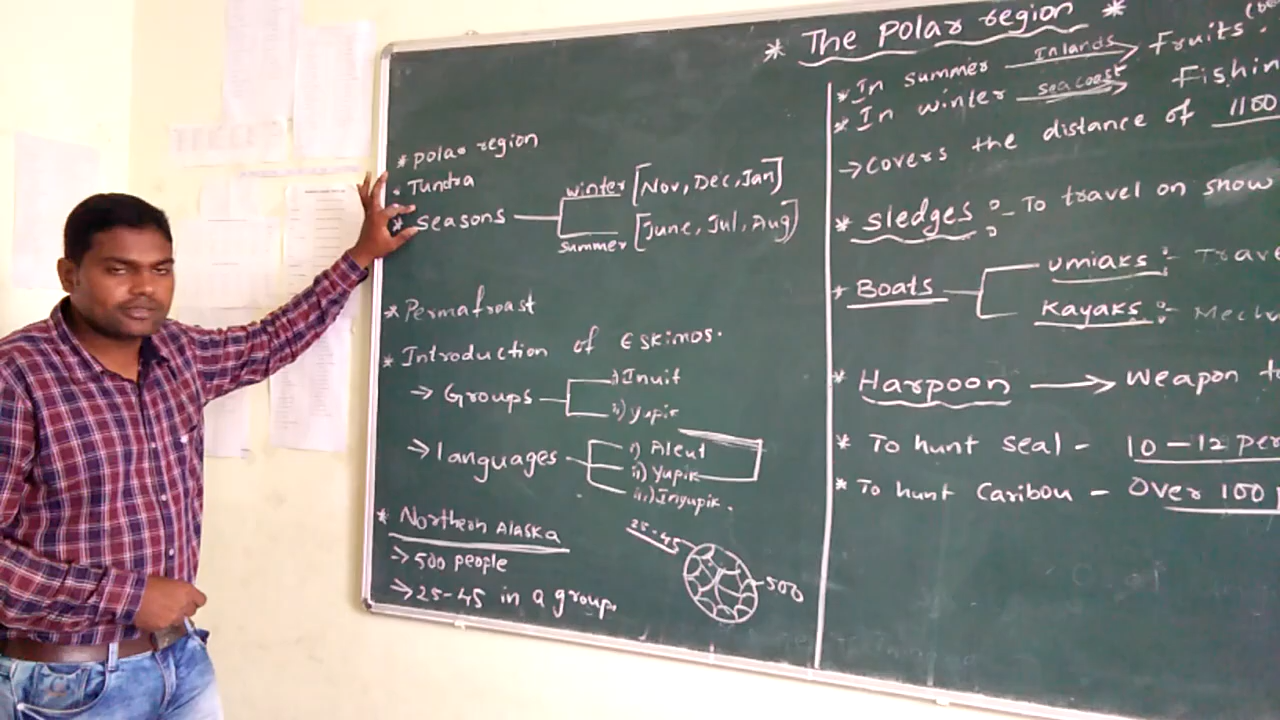 * The Polar region *
* Polar region
* Tundra
* Seasons
winter [Nov, Dec, Jan]
summer [June, Jul, Aug]
* Permafroast
* Introduction of Eskimos.
→ Groups
i) Inuit
ii) Yupik
→ languages
i) Aleut
ii) Yupik
iii) Inyupik.
* Northern Alaska
→ 500 people
→ 25-45 in a group.
25-45
500
* In summer Inlands Fruits.
* In winter sea coast Fishin
→ Covers the distance of 1100
* Sledges :- To travel on snow
* Boats
Umiaks :- Trave
Kayaks :-
* Harpoon → Weapon to
* To hunt seal - 10-12 per
* To hunt Caribou - Over 100